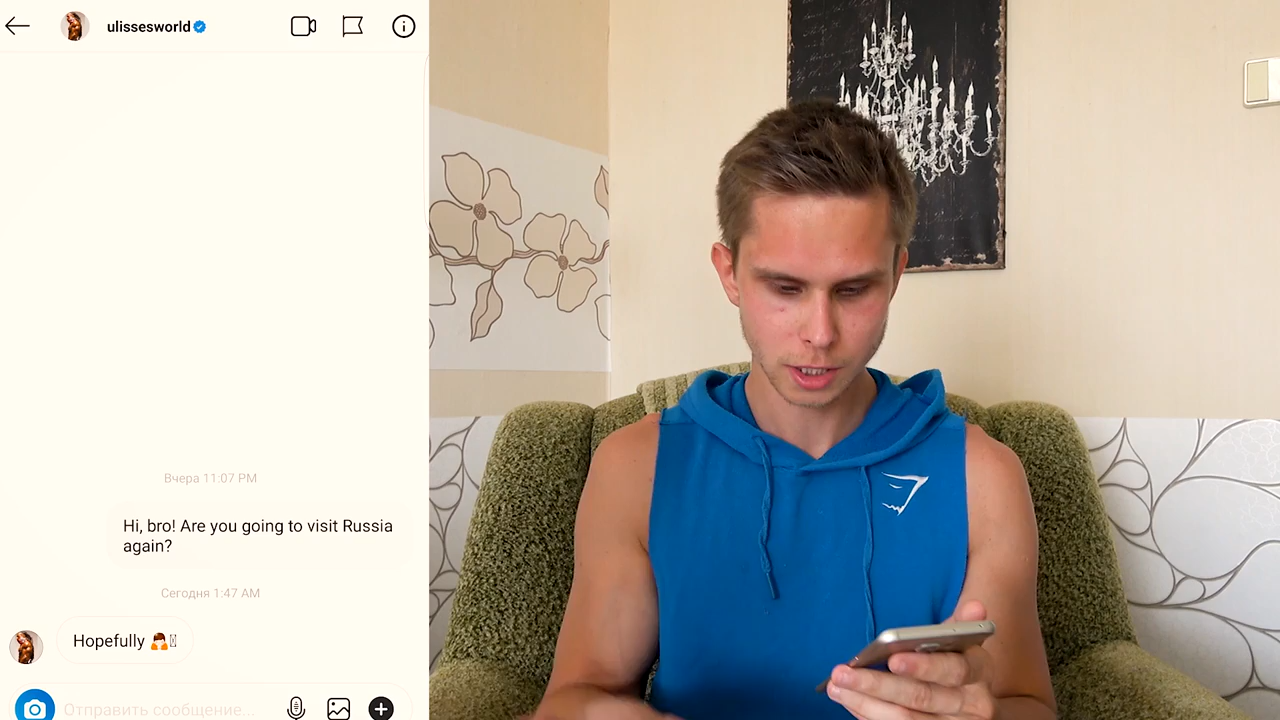 ulissesworld
Вчера 11:07 PM
Hi, bro! Are you going to visit Russia
again?
Сегодня 1:47 AM
Hopefully
Отправить сообщение...